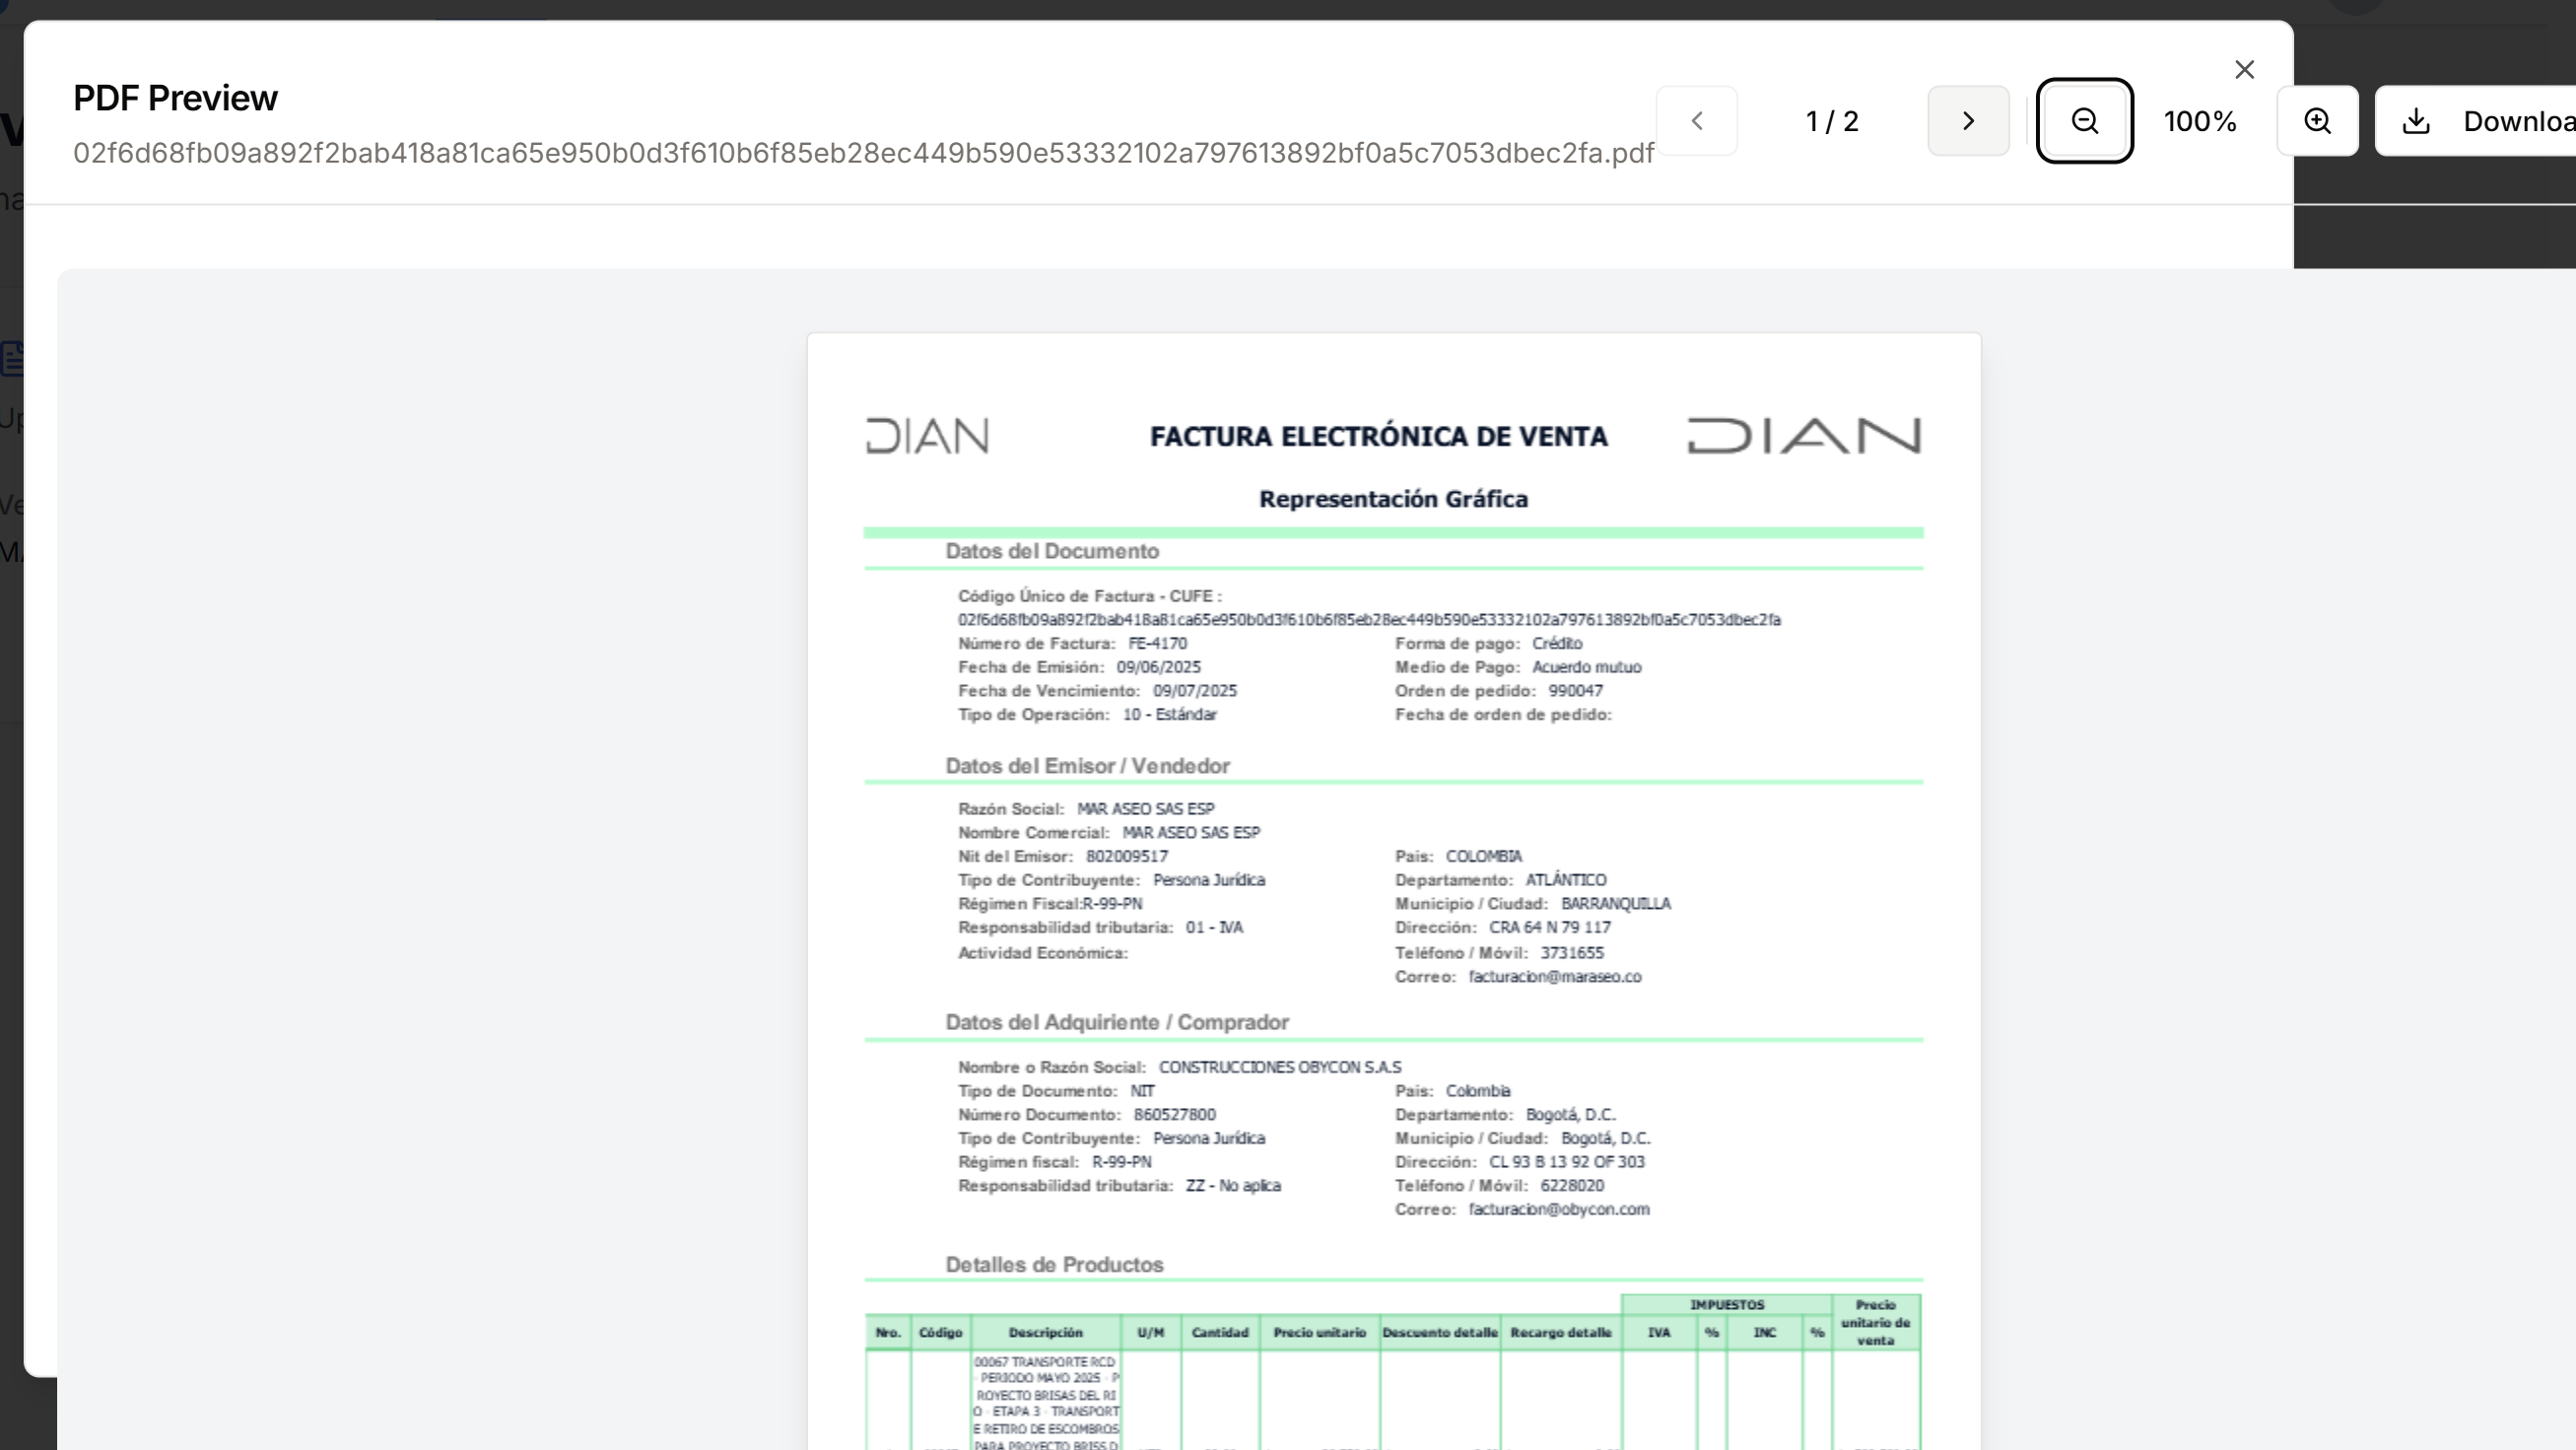 PDF Preview
02f6d68fb09a892f2bab418a81ca65e950b0d3f610b6f85eb28ec449b590e53332102a797613892bf0a5c7053dbec2fa.pdf
1 / 2
100%
Downloa
DIAN
FACTURA ELECTRÓNICA DE VENTA
DIAN
Representación Gráfica
Datos del Documento
Código Único de Factura - CUFE :
02f6d68fb09a892f2bab418a81ca65e950b0d3f610b6f85eb28ec449b590e53332102a797613892bf0a5c7053dbec2fa
Número de Factura: FE-4170 Forma de pago: Crédito
Fecha de Emisión: 09/06/2025 Medio de Pago: Acuerdo mutuo
Fecha de Vencimiento: 09/07/2025 Orden de pedido: 990047
Tipo de Operación: 10 - Estándar Fecha de orden de pedido:
Datos del Emisor / Vendedor
Razón Social: MAR ASEO SAS ESP
Nombre Comercial: MAR ASEO SAS ESP
Nit del Emisor: 802009517 Pais: COLOMBIA
Tipo de Contribuyente: Persona Jurídica Departamento: ATLÁNTICO
Régimen Fiscal:R-99-PN Municipio / Ciudad: BARRANQUILLA
Responsabilidad tributaria: 01 - IVA Dirección: CRA 64 N 79 117
Actividad Económica: Teléfono / Móvil: 3731655
Correo: facturacion@maraseo.co
Datos del Adquiriente / Comprador
Nombre o Razón Social: CONSTRUCCIONES OBYCON S.A.S
Tipo de Documento: NIT Pais: Colombia
Número Documento: 860527800 Departamento: Bogotá, D.C.
Tipo de Contribuyente: Persona Jurídica Municipio / Ciudad: Bogotá, D.C.
Régimen fiscal: R-99-PN Dirección: CL 93 B 13 92 OF 303
Responsabilidad tributaria: ZZ - No aplica Teléfono / Móvil: 6228020
Correo: facturacion@obycon.com
Detalles de Productos
IMPUESTOS
Nro. Código Descripción U/M Cantidad Precio unitario Descuento detalle Recargo detalle IVA % INC % Precio unitario de venta
00067 TRANSPORTE RCD
- PERIODO MAYO 2025 - P
ROYECTO BRISAS DEL RI
O - ETAPA 3 - TRANSPORT
E RETIRO DE ESCOMBROS
PARA PROYECTO BRISS D